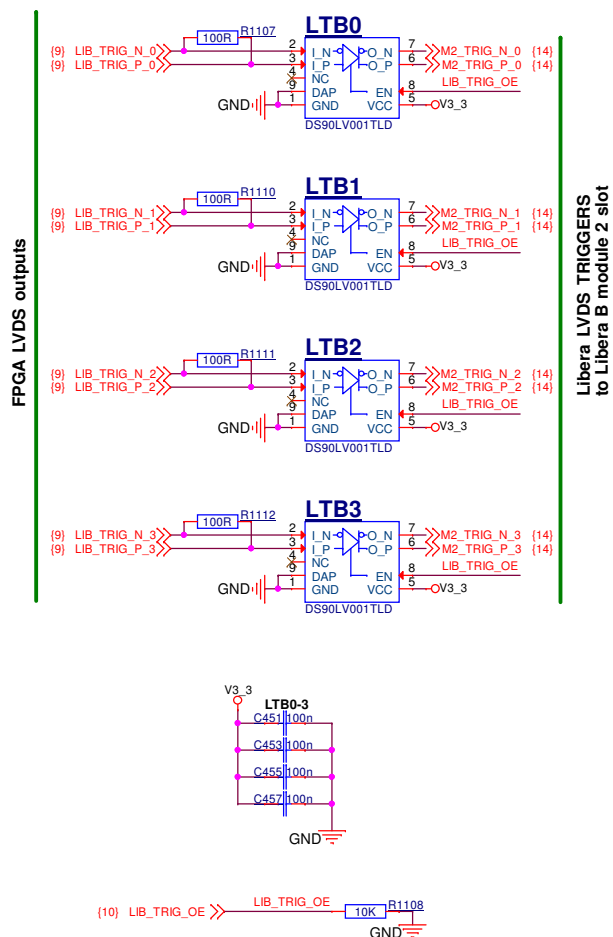 LTB0
100R R1107
{9} LIB_TRIG_N_0 2 I_N O_N 7 M2_TRIG_N_0 {14}
{9} LIB_TRIG_P_0 3 I_P O_P 6 M2_TRIG_P_0 {14}
4 NC LIB_TRIG_OE
9 DAP EN 8
GND 1 GND VCC 5 V3_3
DS90LV001TLD
LTB1
100R R1110
{9} LIB_TRIG_N_1 2 I_N O_N 7 M2_TRIG_N_1 {14}
{9} LIB_TRIG_P_1 3 I_P O_P 6 M2_TRIG_P_1 {14}
4 NC LIB_TRIG_OE
9 DAP EN 8
GND 1 GND VCC 5 V3_3
DS90LV001TLD
FPGA LVDS outputs
Libera LVDS TRIGGERS
to Libera B module 2 slot
LTB2
100R R1111
{9} LIB_TRIG_N_2 2 I_N O_N 7 M2_TRIG_N_2 {14}
{9} LIB_TRIG_P_2 3 I_P O_P 6 M2_TRIG_P_2 {14}
4 NC LIB_TRIG_OE
9 DAP EN 8
GND 1 GND VCC 5 V3_3
DS90LV001TLD
LTB3
100R R1112
{9} LIB_TRIG_N_3 2 I_N O_N 7 M2_TRIG_N_3 {14}
{9} LIB_TRIG_P_3 3 I_P O_P 6 M2_TRIG_P_3 {14}
4 NC LIB_TRIG_OE
9 DAP EN 8
GND 1 GND VCC 5 V3_3
DS90LV001TLD
V3_3
LTB0-3
C451 100n
C453 100n
C455 100n
C457 100n
GND
{10} LIB_TRIG_OE LIB_TRIG_OE 10K R1108
GND